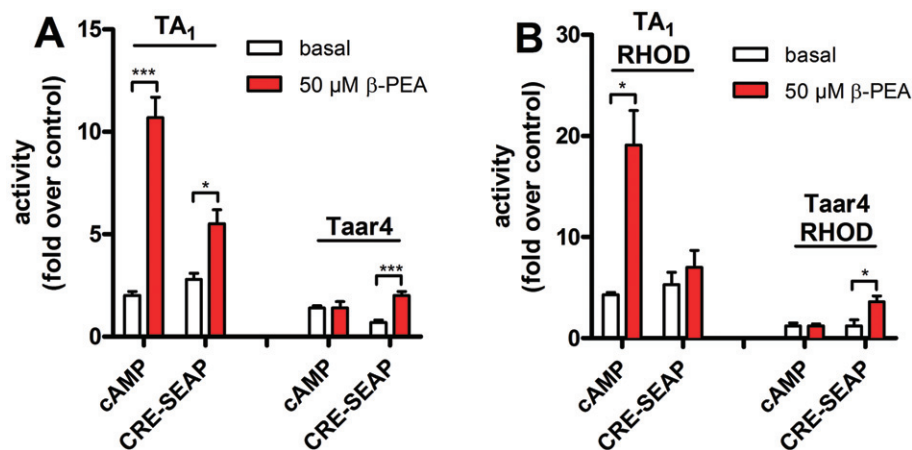 A
TA1
basal
50 µM β-PEA
***
*
Taar4
***
activity
(fold over control)
15
10
5
0
cAMP
CRE-SEAP
cAMP
CRE-SEAP
B
TA1
RHOD
basal
50 µM β-PEA
*
Taar4
RHOD
*
activity
(fold over control)
30
20
10
0
cAMP
CRE-SEAP
cAMP
CRE-SEAP